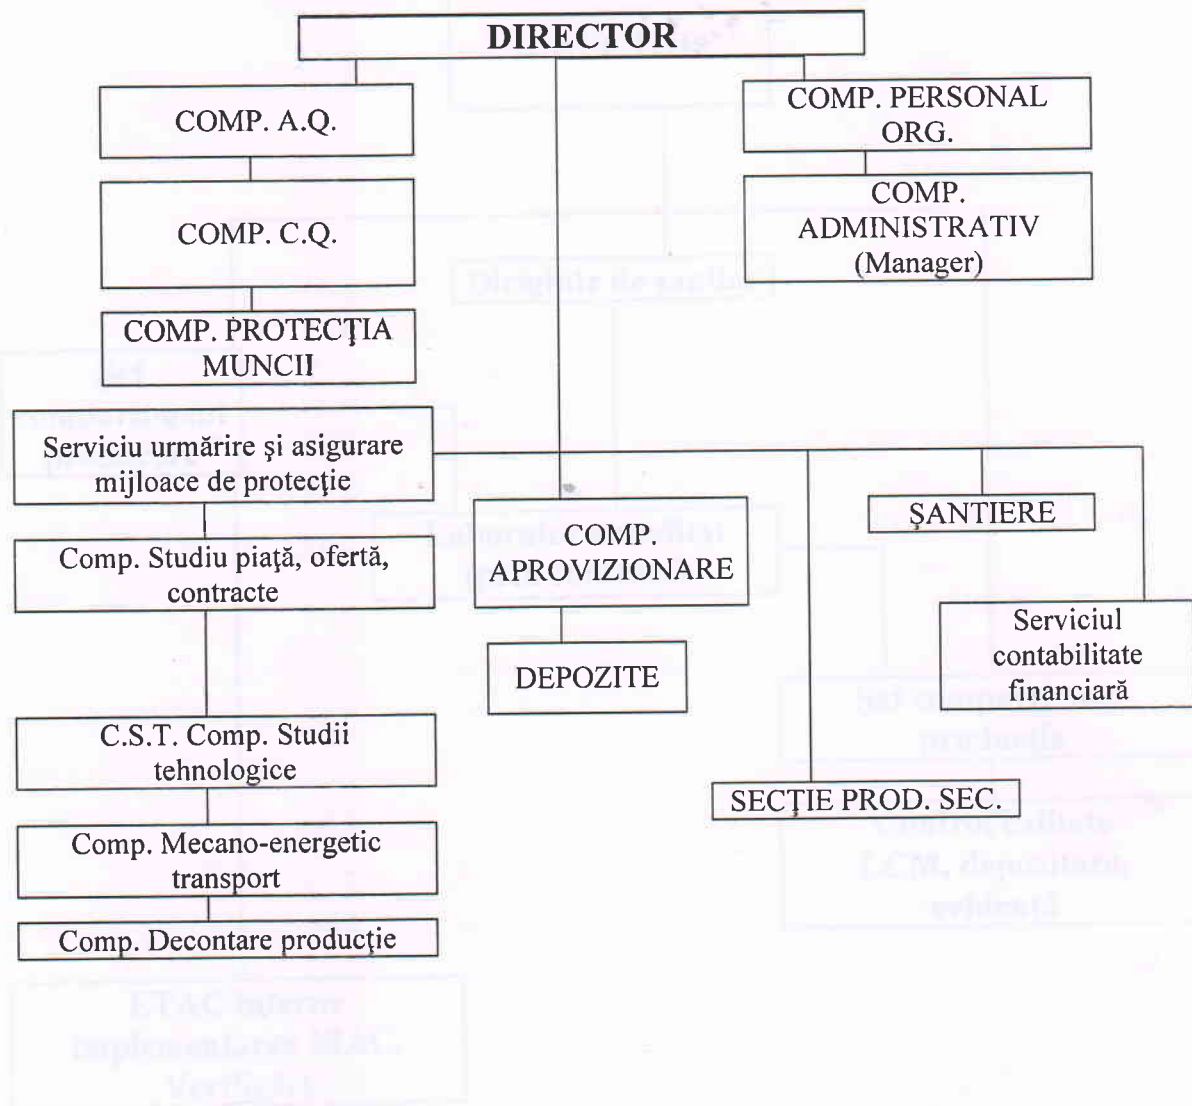 DIRECTOR
COMP. A.Q.
COMP. PERSONAL
ORG.
COMP. C.Q.
COMP.
ADMINISTRATIV
(Manager)
COMP. PROTECŢIA
MUNCII
Serviciu urmărire şi asigurare
mijloace de protecţie
ŞANTIERE
COMP.
APROVIZIONARE
Comp. Studiu piaţă, ofertă,
contracte
Serviciul
contabilitate
financiară
DEPOZITE
C.S.T. Comp. Studii
tehnologice
SECŢIE PROD. SEC.
Comp. Mecano-energetic
transport
Comp. Decontare producţie